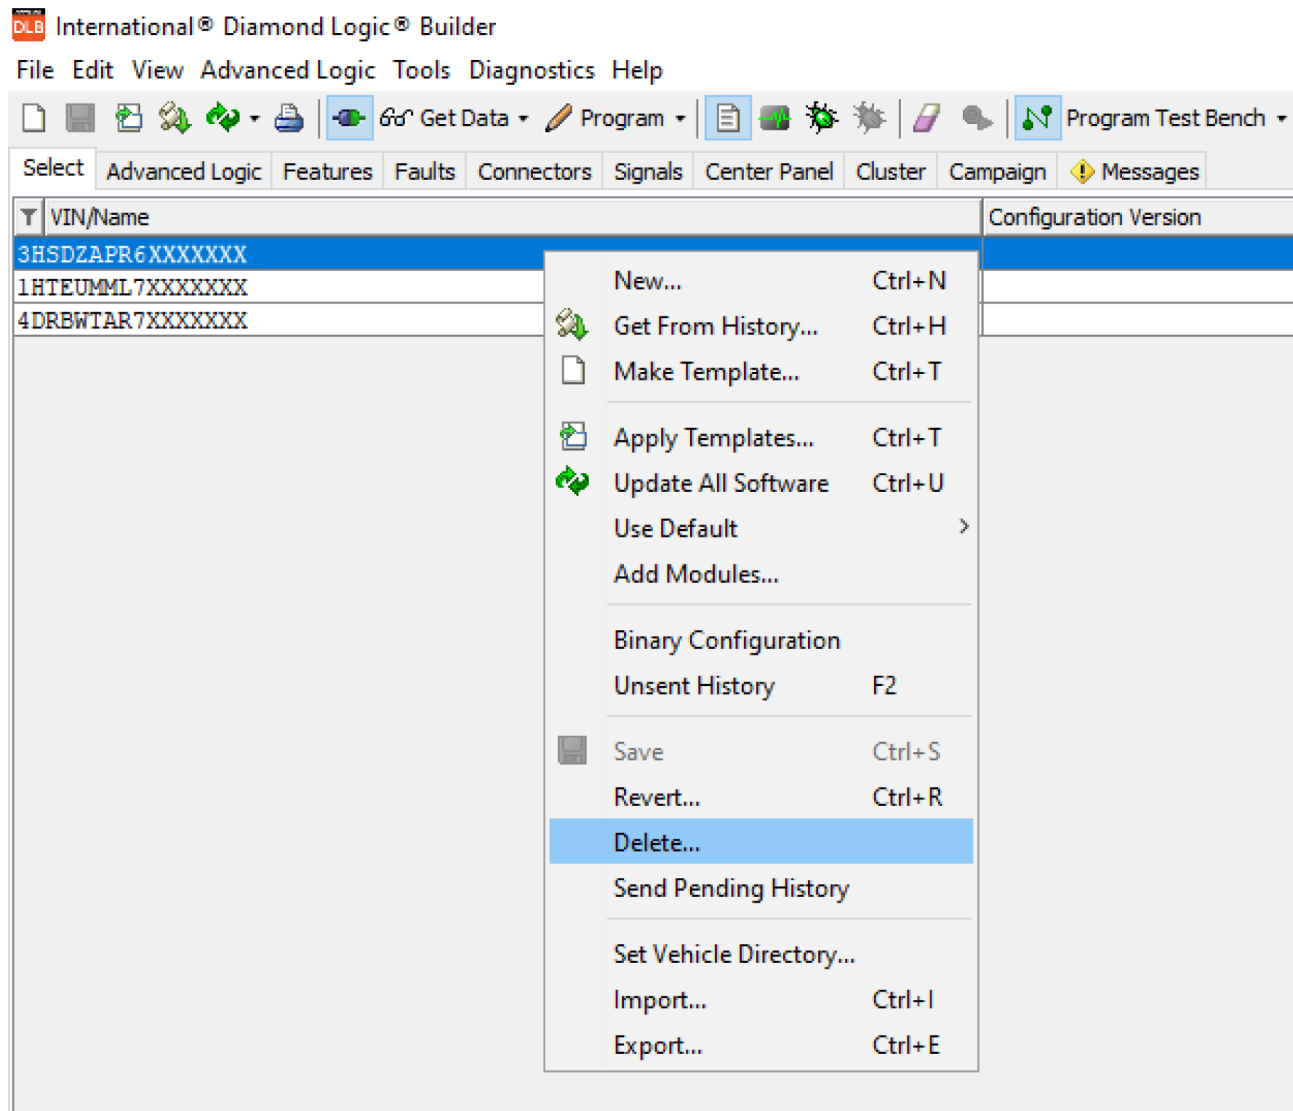 DLB International® Diamond Logic® Builder
File Edit View Advanced Logic Tools Diagnostics Help
Get Data Program Program Test Bench
Select Advanced Logic Features Faults Connectors Signals Center Panel Cluster Campaign Messages
VIN/Name Configuration Version
3HSDZAPR6XXXXXXX
1HTEUMML7XXXXXXX
4DRBWTAR7XXXXXXX
New... Ctrl+N
Get From History... Ctrl+H
Make Template... Ctrl+T
Apply Templates... Ctrl+T
Update All Software Ctrl+U
Use Default
Add Modules...
Binary Configuration
Unsent History F2
Save Ctrl+S
Revert... Ctrl+R
Delete...
Send Pending History
Set Vehicle Directory...
Import... Ctrl+I
Export... Ctrl+E